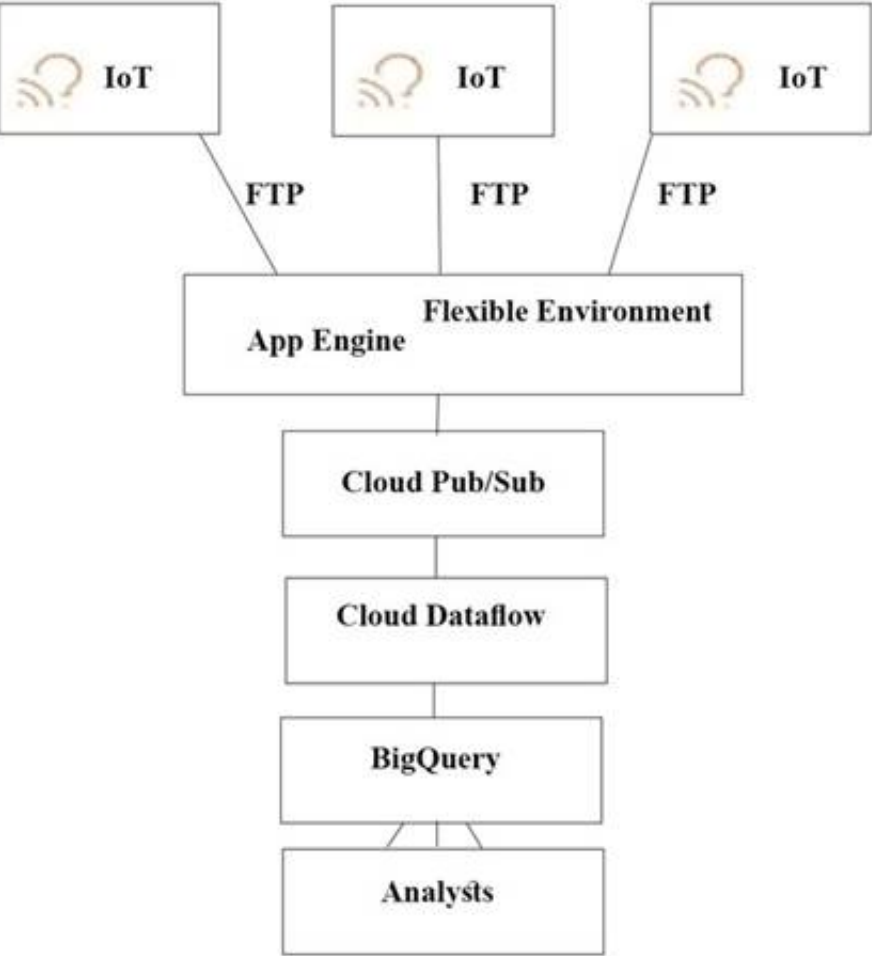 IoT
IoT
IoT
FTP
FTP
FTP
Flexible Environment
App Engine
Cloud Pub/Sub
Cloud Dataflow
BigQuery
Analysts